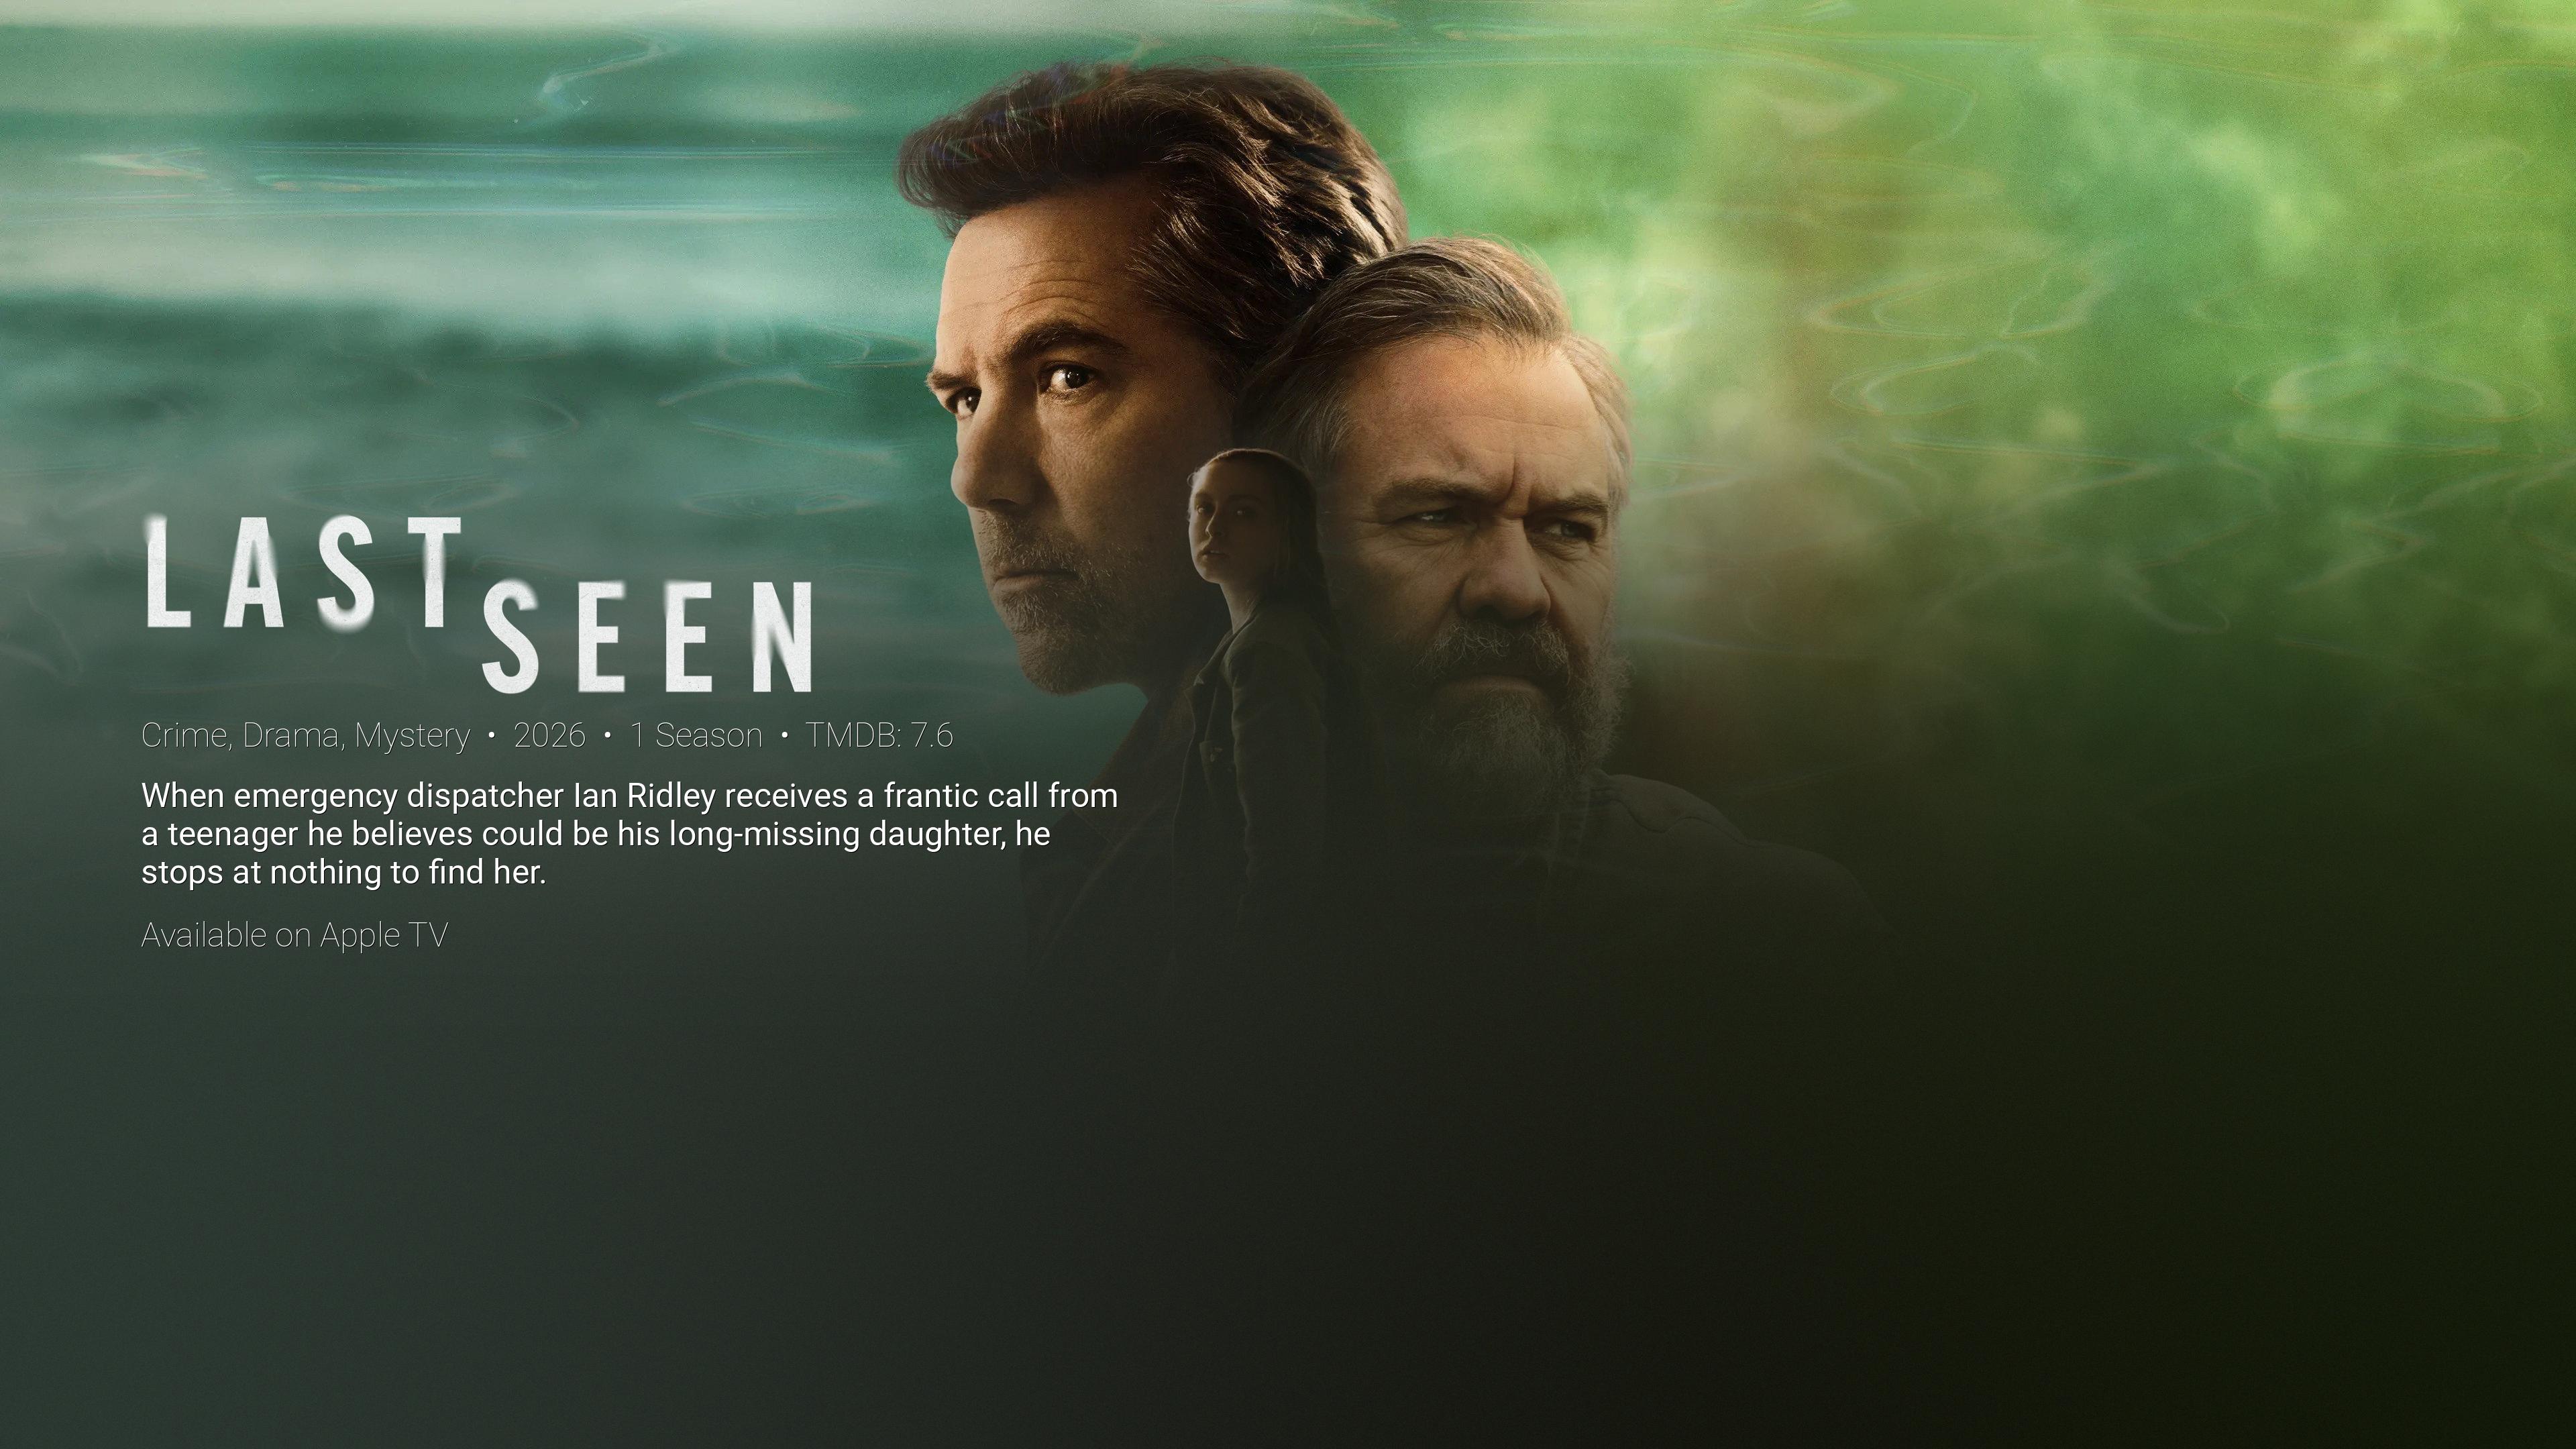 LAST
SEEN
Crime, Drama, Mystery • 2026 • 1 Season • TMDB: 7.6
When emergency dispatcher Ian Ridley receives a frantic call from
a teenager he believes could be his long-missing daughter, he
stops at nothing to find her.
Available on Apple TV